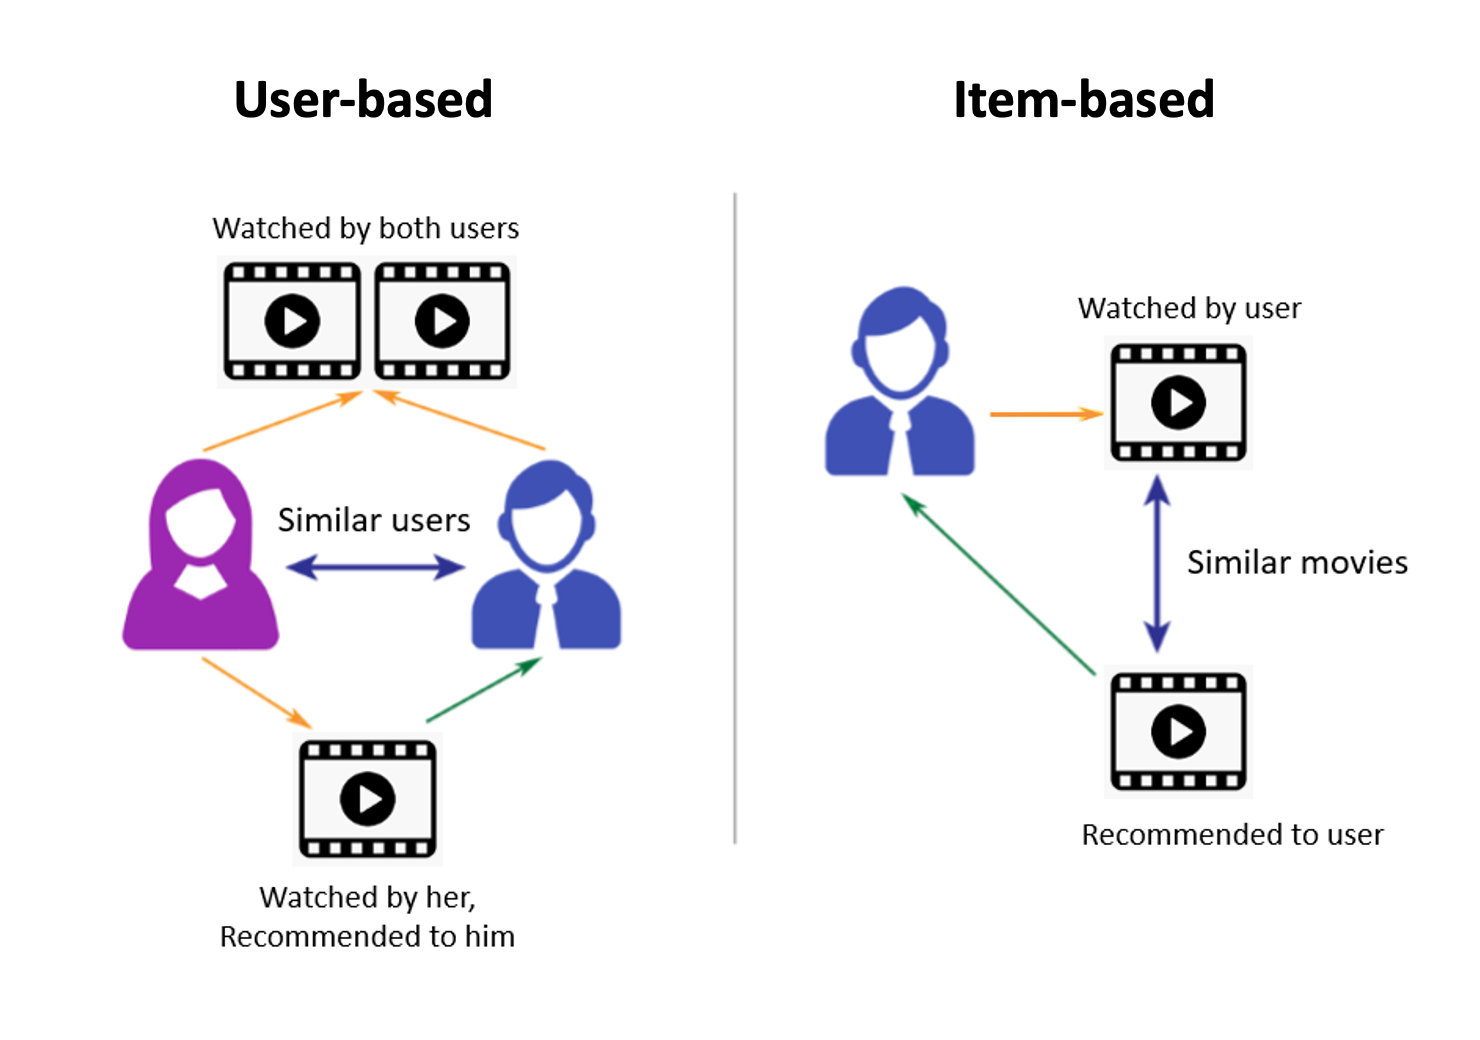 User-based
Watched by both users
Similar users
Watched by her,
Recommended to him
Item-based
Watched by user
Similar movies
Recommended to user